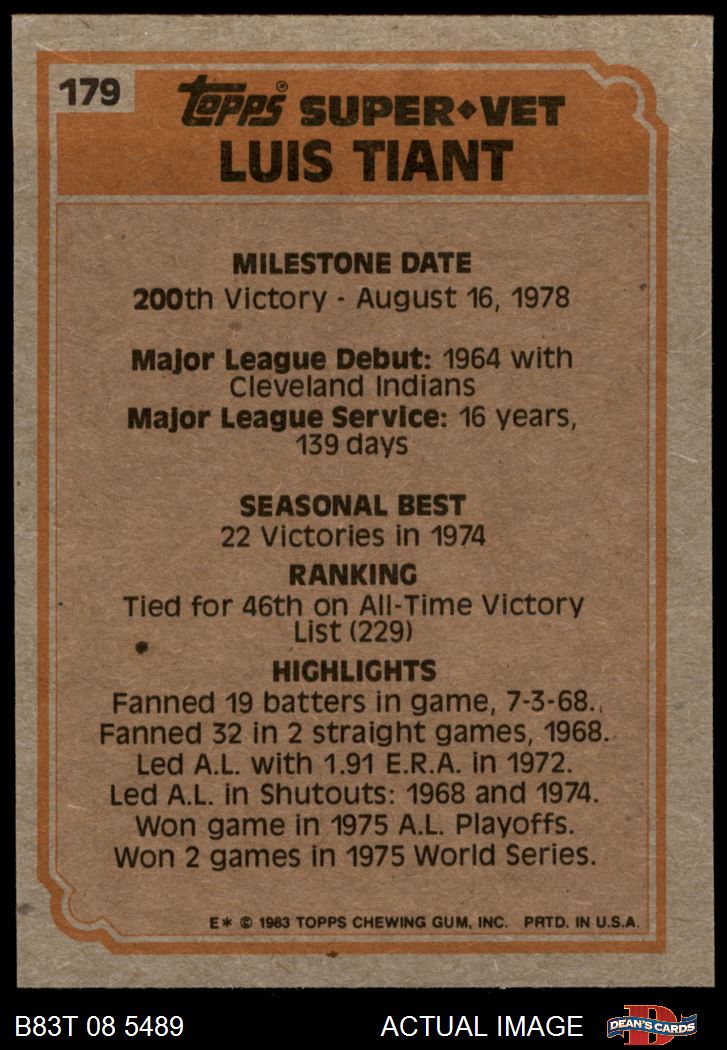 179
Topps® SUPER◆VET
LUIS TIANT
MILESTONE DATE
200th Victory - August 16, 1978
Major League Debut: 1964 with
Cleveland Indians
Major League Service: 16 years,
139 days
SEASONAL BEST
22 Victories in 1974
RANKING
Tied for 46th on All-Time Victory
List (229)
HIGHLIGHTS
Fanned 19 batters in game, 7-3-68.
Fanned 32 in 2 straight games, 1968.
Led A.L. with 1.91 E.R.A. in 1972.
Led A.L. in Shutouts: 1968 and 1974.
Won game in 1975 A.L. Playoffs.
Won 2 games in 1975 World Series.
E* © 1983 TOPPS CHEWING GUM, INC. PRTD. IN U.S.A.
B83T 08 5489 ACTUAL IMAGE D DEAN'S CARDS